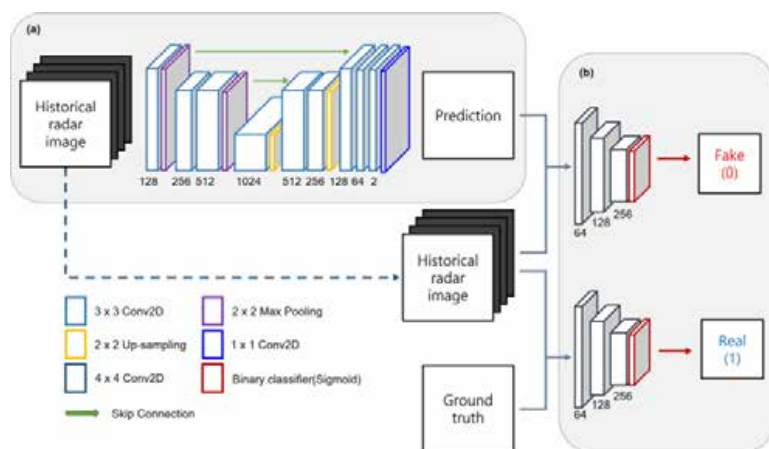 (a)
Historical
radar
image
128
256
512
1024
512
256
128
64
2
Prediction
(b)
64
128
256
Fake
(0)
Historical
radar
image
3 x 3 Conv2D
2 x 2 Max Pooling
2 x 2 Up-sampling
1 x 1 Conv2D
4 x 4 Conv2D
Binary classifier(Sigmoid)
Skip Connection
Ground
truth
64
128
256
Real
(1)